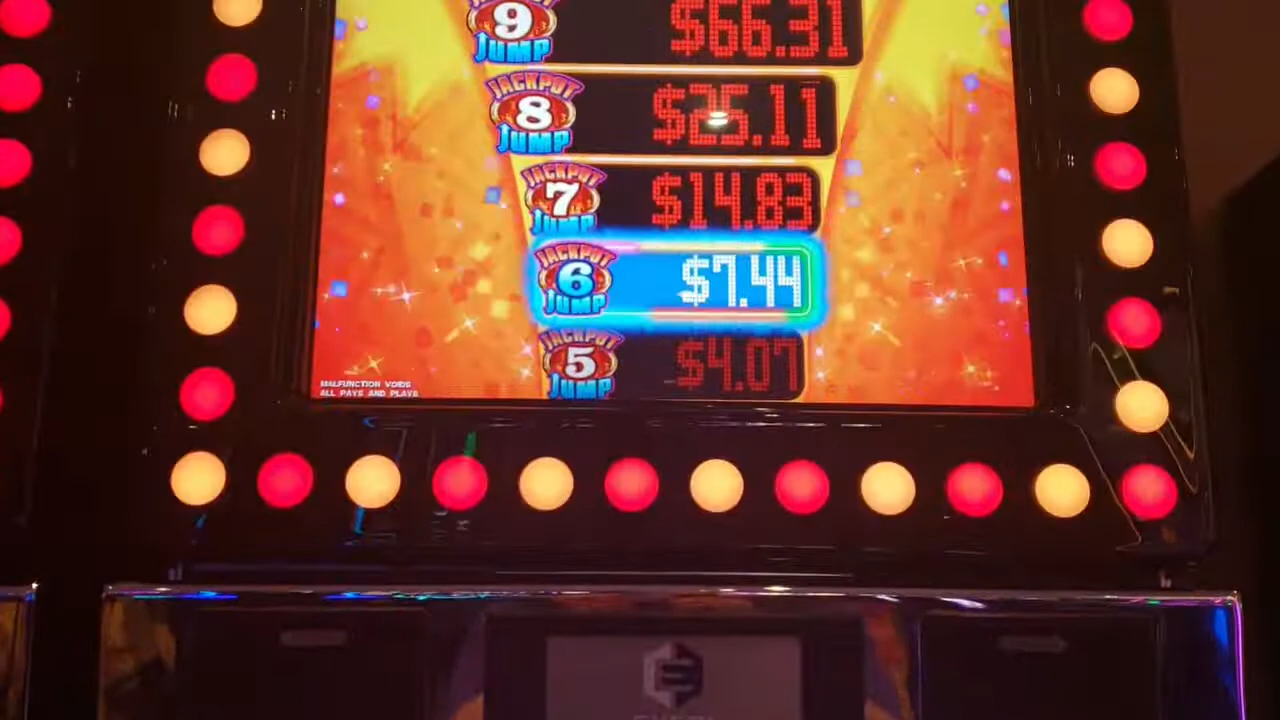 JACKPOT
9
JUMP
$66.31
JACKPOT
8
JUMP
$25.11
JACKPOT
7
JUMP
$14.83
JACKPOT
6
JUMP
$7.44
JACKPOT
5
JUMP
$4.07
MALFUNCTION VOIDS
ALL PAYS AND PLAYS